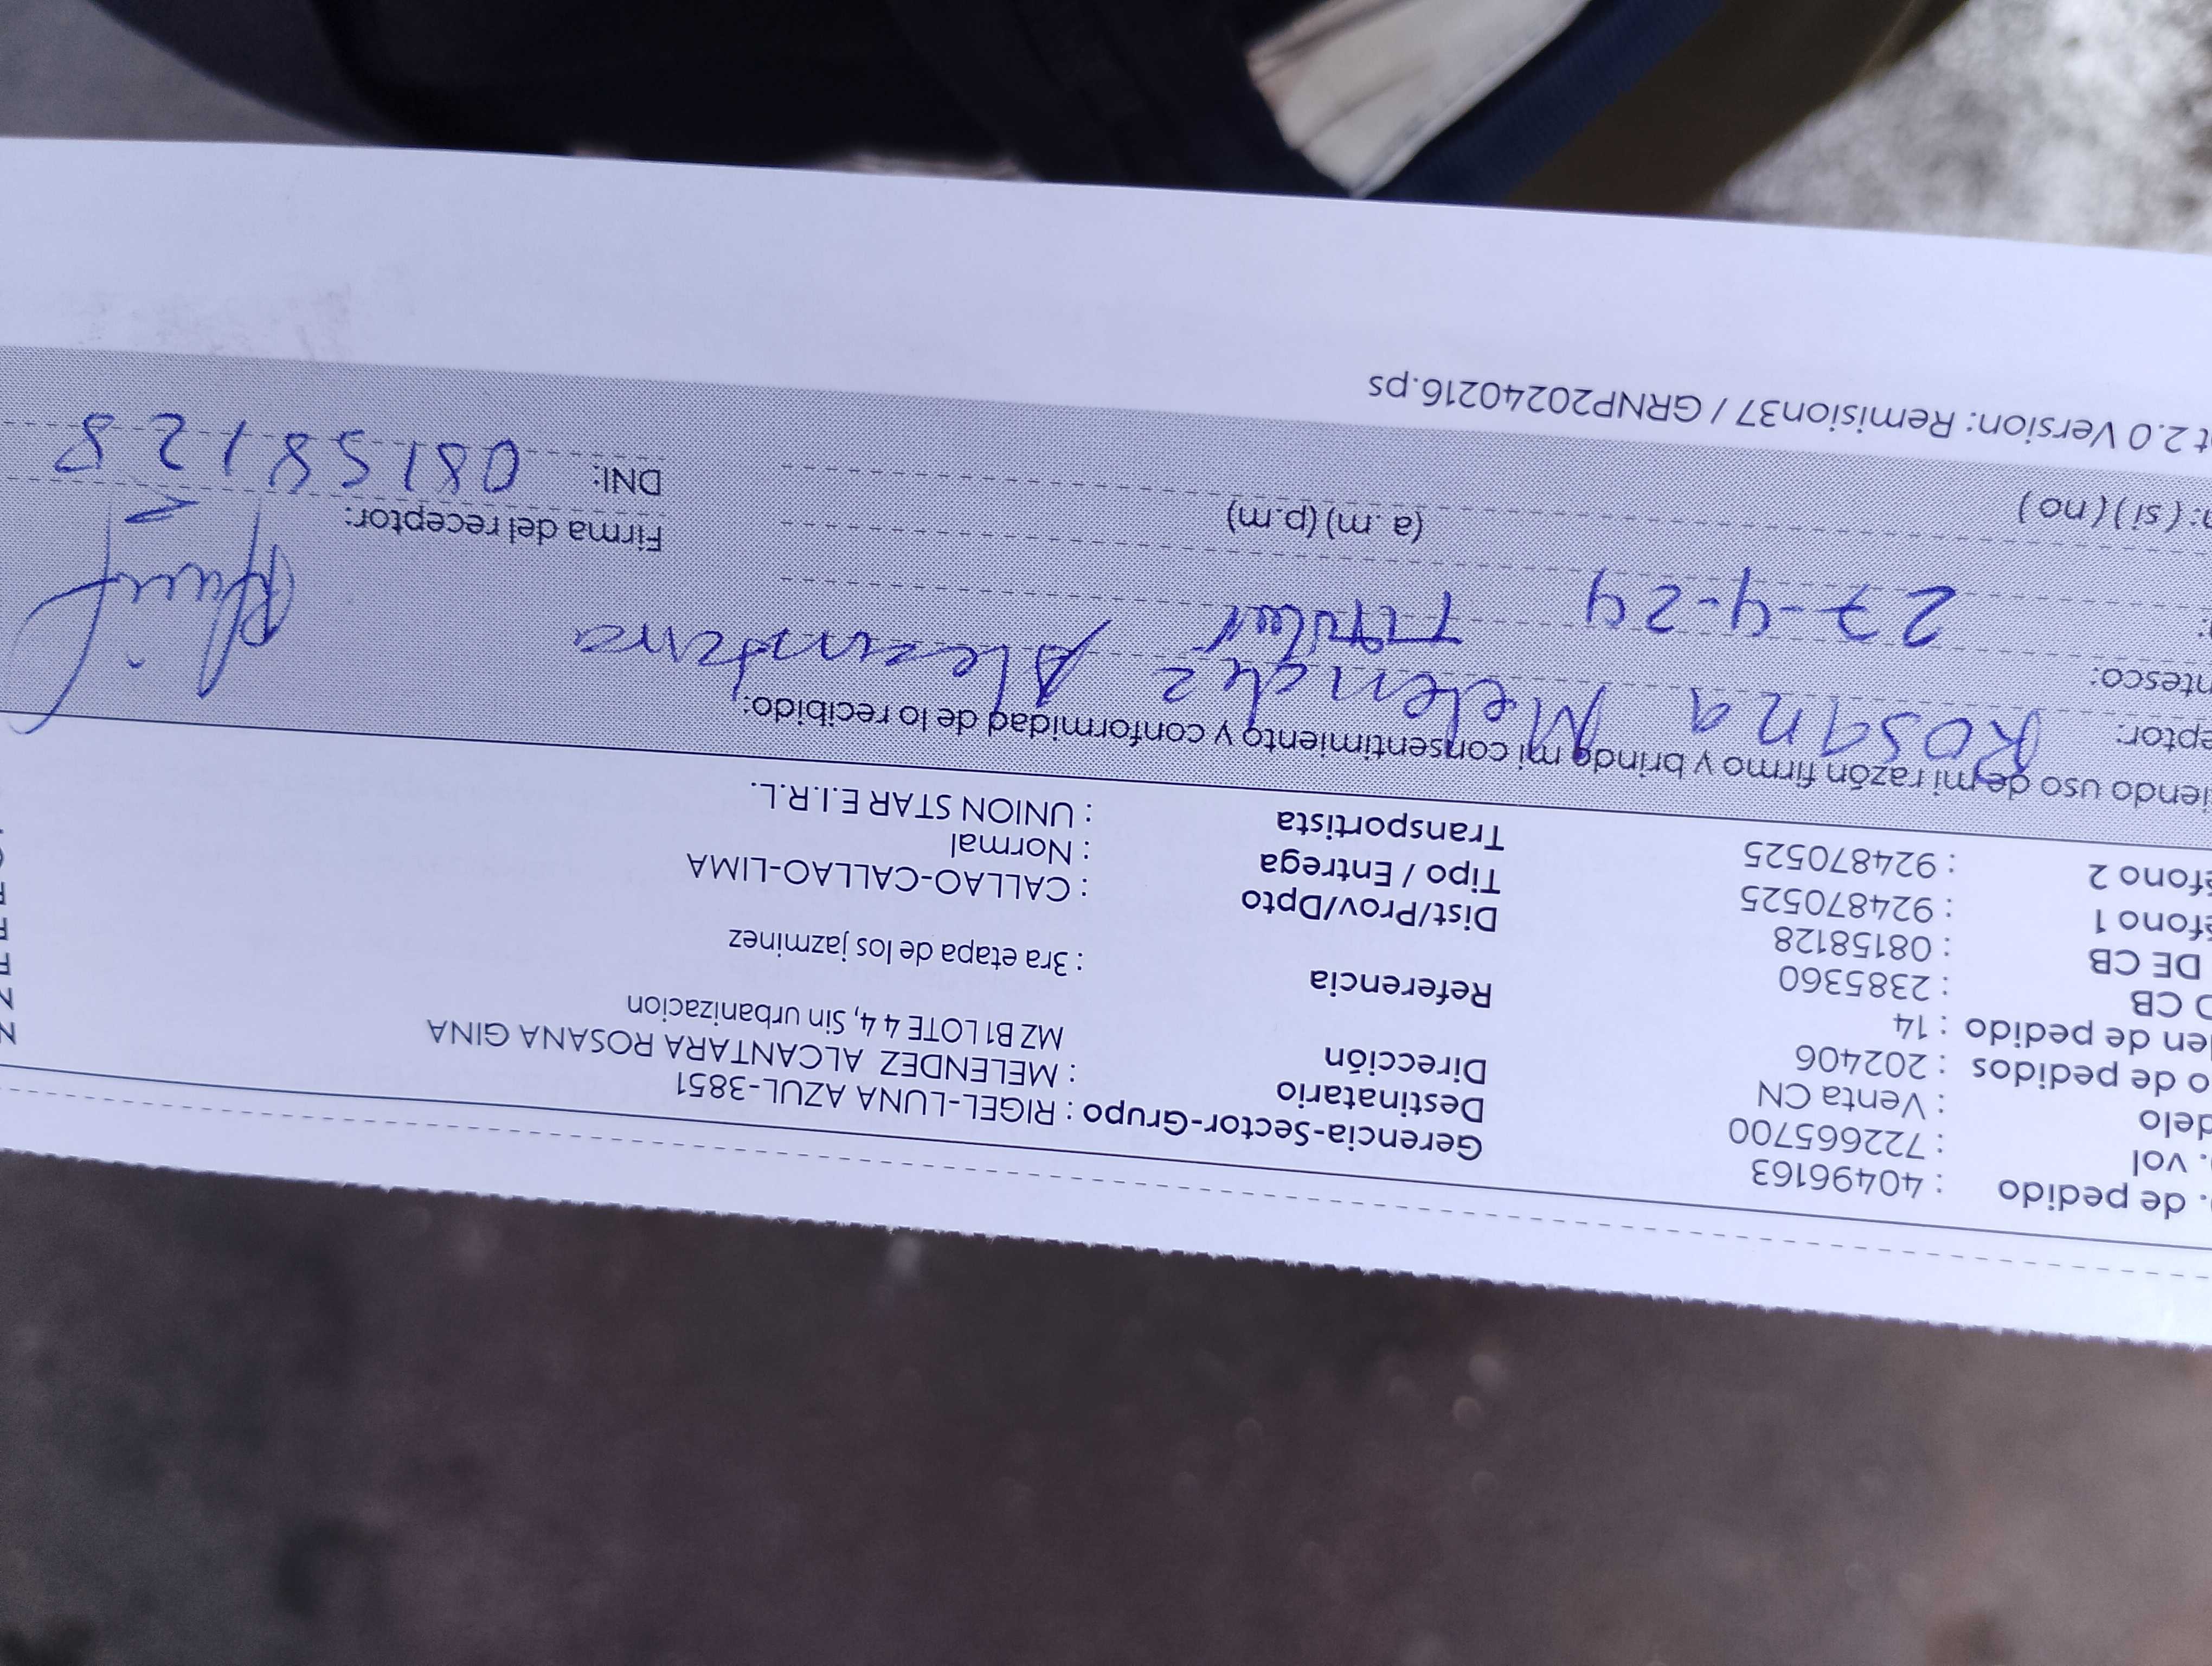 . de pedido : 40496163 Gerencia-Sector-Grupo : RIGEL-LUNA AZUL-3851
. vol : 722665700 Destinatario : MELENDEZ ALCANTARA ROSANA GINA
delo : Venta CN Dirección MZ B1 LOTE 4 4, Sin urbanizacion
o de pedidos : 202406
en de pedido : 14 Referencia : 3ra etapa de los jazminez
CB : 2385360
DE CB : 08158128 Dist/Prov/Dpto : CALLAO-CALLAO-LIMA
éfono 1 : 924870525 Tipo / Entrega : Normal
éfono 2 : 924870525 Transportista : UNION STAR E.I.R.L.
iendo uso de mi razón firmo y brindo mi consentimiento y conformidad de lo recibido:
eptor: Rosana Melendez
ntesco: Titular
27-4-24
(a.m) (p.m) Firma del receptor:
: ( si ) ( no ) DNI: 08158128
t 2.0 Version: Remision37 / GRNP20240216.ps